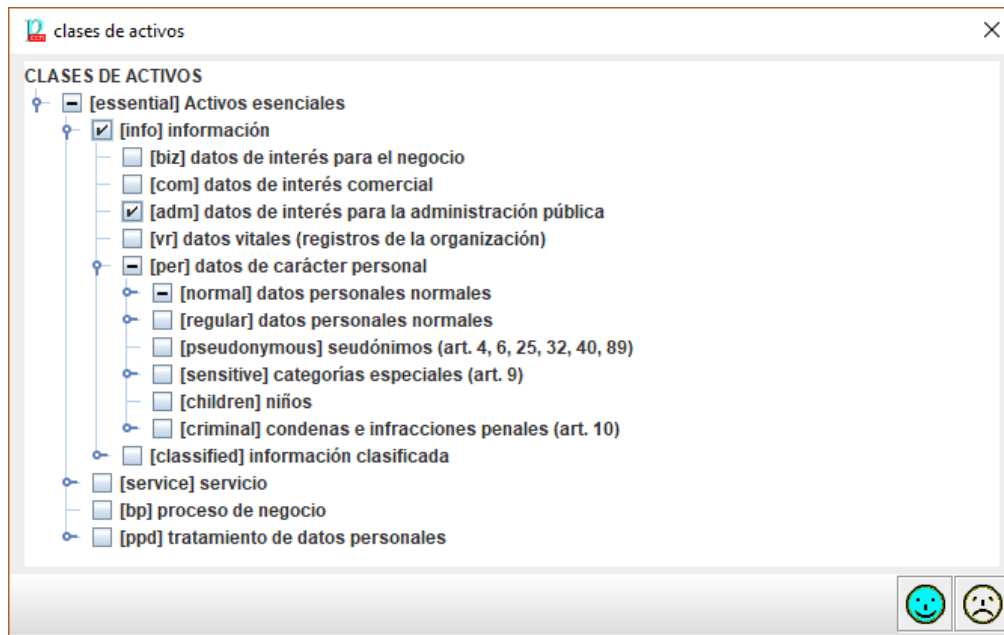 clases de activos
CLASES DE ACTIVOS
[essential] Activos esenciales
[info] información
[biz] datos de interés para el negocio
[com] datos de interés comercial
[adm] datos de interés para la administración pública
[vr] datos vitales (registros de la organización)
[per] datos de carácter personal
[normal] datos personales normales
[regular] datos personales normales
[pseudonymous] seudónimos (art. 4, 6, 25, 32, 40, 89)
[sensitive] categorías especiales (art. 9)
[children] niños
[criminal] condenas e infracciones penales (art. 10)
[classified] información clasificada
[service] servicio
[bp] proceso de negocio
[ppd] tratamiento de datos personales